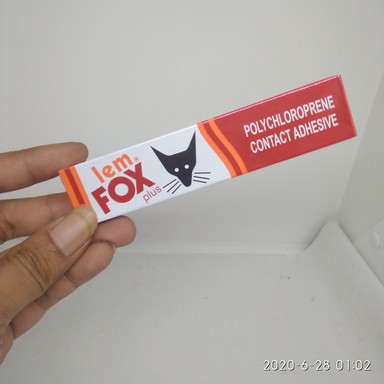 lem®
FOX
plus
POLYCHLOROPRENE
CONTACT ADHESIVE
2020-6-28 01:02